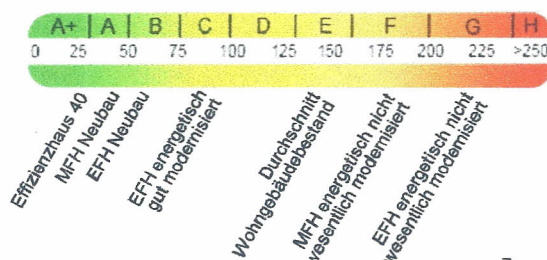 A+ A B C D E F G H
0 25 50 75 100 125 150 175 200 225 >250
Effizienzhaus 40
MFH Neubau
EFH Neubau
EFH energetisch
gut modernisiert
Durchschnitt
Wohngebäudebestand
MFH energetisch nicht
wesentlich modernisiert
EFH energetisch nicht
wesentlich modernisiert